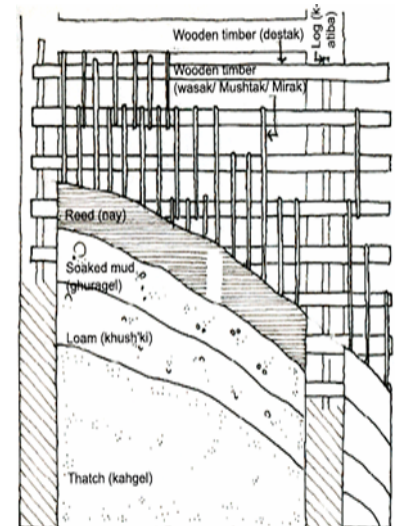 Wooden timber (destak)
Log (k-
atiba)
Wooden timber
(wasak/ Mushtak/ Mirak)
Reed (nay)
Soaked mud
(ghuragel)
Loam (khush'ki)
Thatch (kahgel)